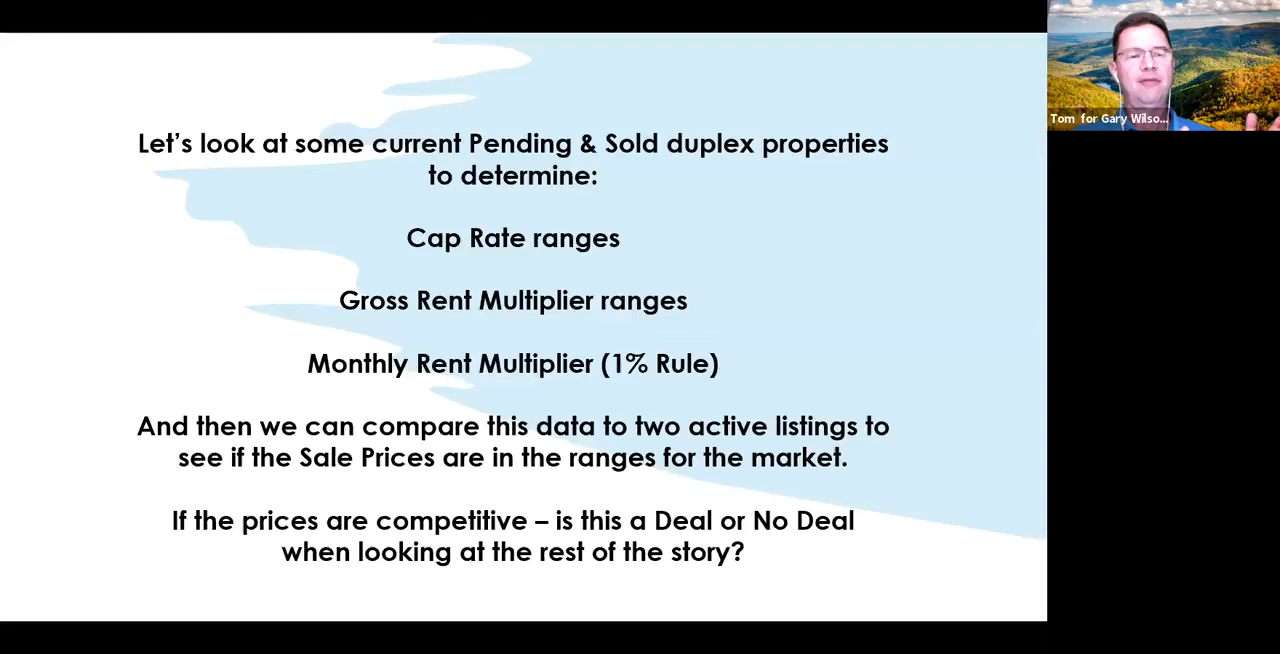 Let's look at some current Pending & Sold duplex properties
to determine:
Cap Rate ranges
Gross Rent Multiplier ranges
Monthly Rent Multiplier (1% Rule)
And then we can compare this data to two active listings to
see if the Sale Prices are in the ranges for the market.
If the prices are competitive – is this a Deal or No Deal
when looking at the rest of the story?
Tom for Gary Wilso...